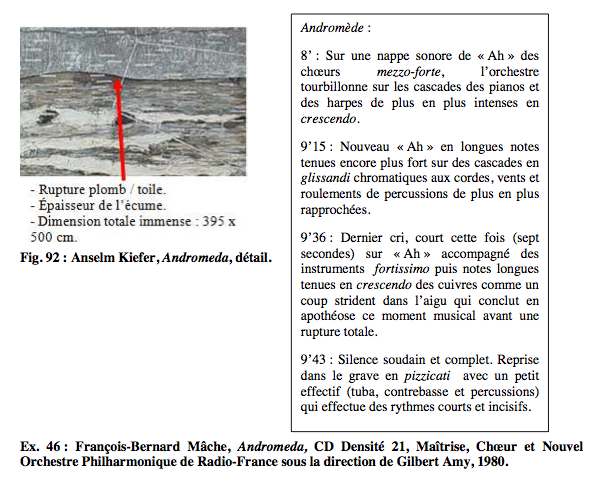 - Rupture plomb / toile.
- Épaisseur de l'écume.
- Dimension totale immense : 395 x
500 cm.
Fig. 92 : Anselm Kiefer, Andromeda, détail.
Andromède :
8' : Sur une nappe sonore de « Ah » des
chœurs mezzo-forte, l'orchestre
tourbillonne sur les cascades des pianos et
des harpes de plus en plus intenses en
crescendo.
9'15 : Nouveau « Ah » en longues notes
tenues encore plus fort sur des cascades en
glissandi chromatiques aux cordes, vents et
roulements de percussions de plus en plus
rapprochées.
9'36 : Dernier cri, court cette fois (sept
secondes) sur « Ah » accompagné des
instruments fortissimo puis notes longues
tenues en crescendo des cuivres comme un
coup strident dans l'aigu qui conclut en
apothéose ce moment musical avant une
rupture totale.
9'43 : Silence soudain et complet. Reprise
dans le grave en pizzicati avec un petit
effectif (tuba, contrebasse et percussions)
qui effectue des rythmes courts et incisifs.
Ex. 46 : François-Bernard Mâche, Andromeda, CD Densité 21, Maîtrise, Chœur et Nouvel
Orchestre Philharmonique de Radio-France sous la direction de Gilbert Amy, 1980.